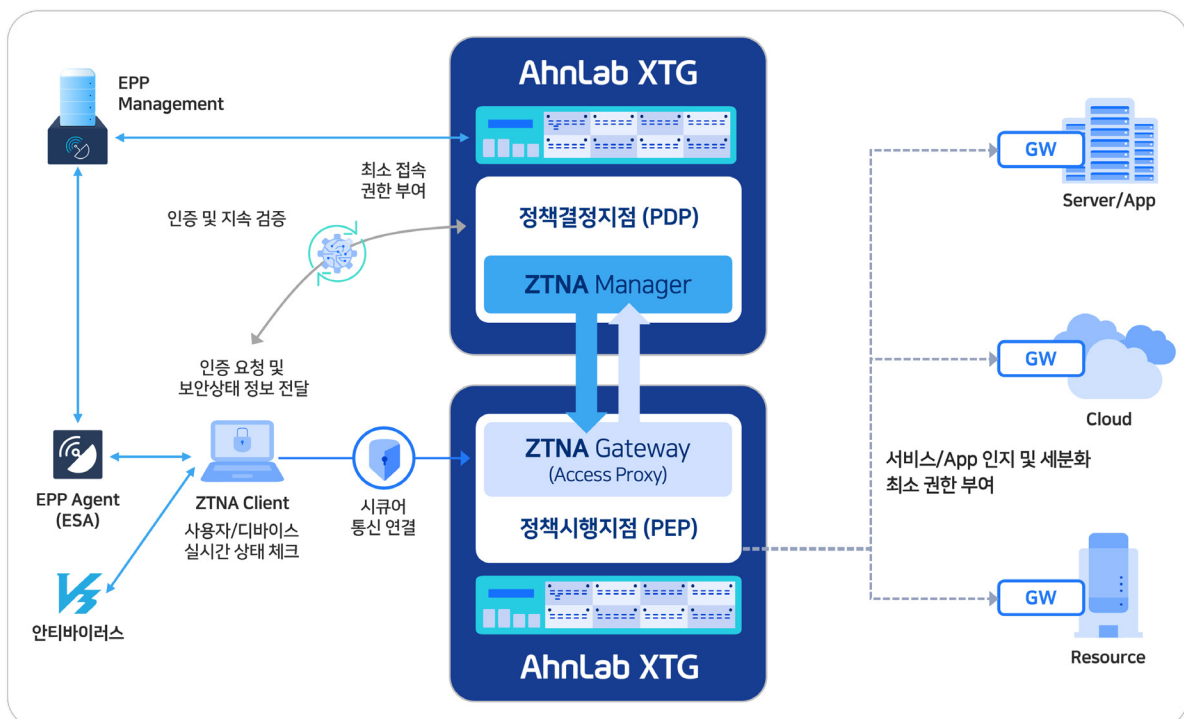 AhnLab XTG
EPP
Management
최소 접속
권한 부여
인증 및 지속 검증
정책결정지점 (PDP)
ZTNA Manager
인증 요청 및
보안상태 정보 전달
EPP Agent
(ESA)
ZTNA Client
사용자/디바이스
실시간 상태 체크
V3
안티바이러스
시큐어
통신 연결
ZTNA Gateway
(Access Proxy)
정책시행지점 (PEP)
AhnLab XTG
GW
Server/App
GW
Cloud
서비스/App 인지 및 세분화
최소 권한 부여
GW
Resource